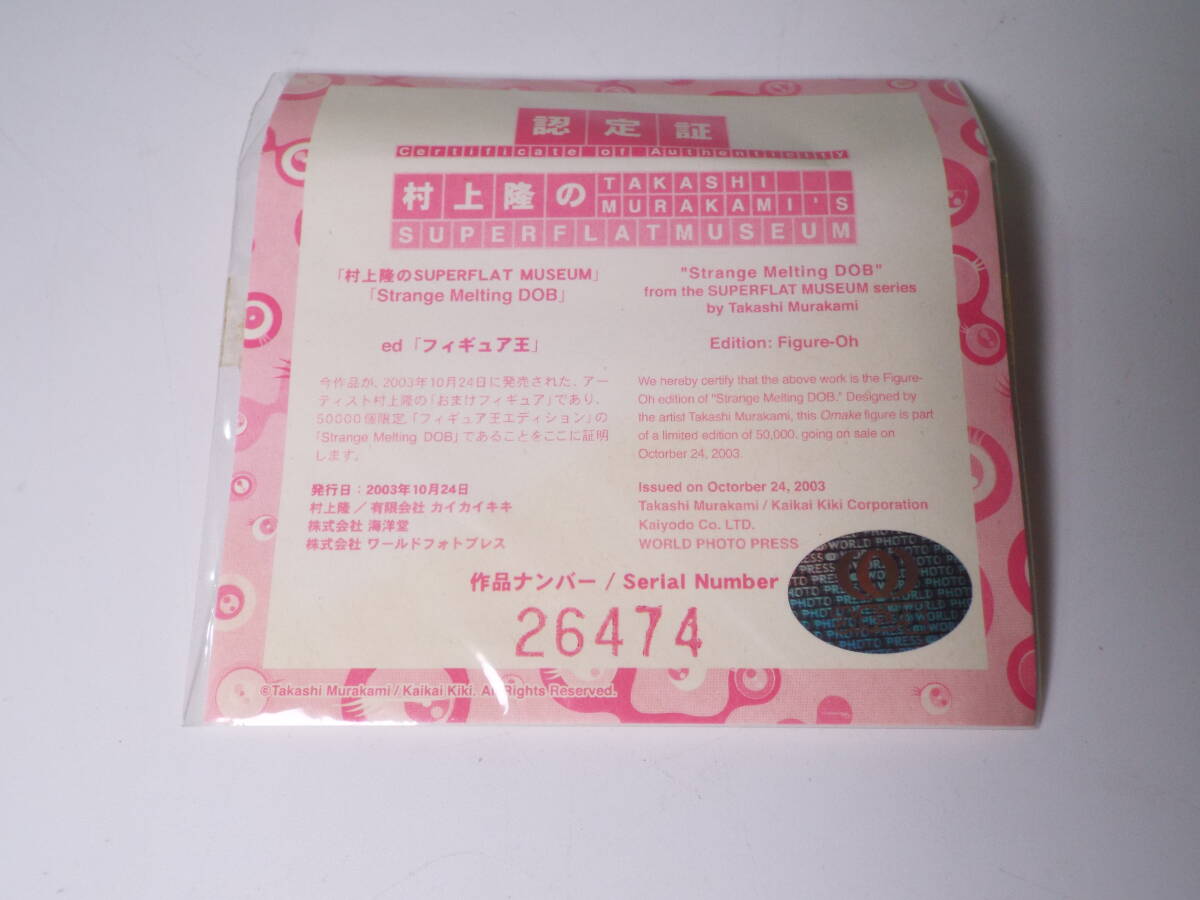 認定証
Certificate of Authenticity
村上隆の
TAKASHI
MURAKAMI'S
SUPERFLATMUSEUM
「村上隆のSUPERFLAT MUSEUM」
「Strange Melting DOB」
ed「フィギュア王」
今作品が、2003年10月24日に発売された、アー
ティスト村上隆の「おまけフィギュア」であり、
50000個限定、「フィギュア王エディション」の
「Strange Melting DOB」であることをここに証明
します。
発行日：2003年10月24日
村上隆／有限会社 カイカイキキ
株式会社 海洋堂
株式会社 ワールドフォトプレス
"Strange Melting DOB"
from the SUPERFLAT MUSEUM series
by Takashi Murakami
Edition: Figure-Oh
We hereby certify that the above work is the Figure-
Oh edition of "Strange Melting DOB." Designed by
the artist Takashi Murakami, this Omake figure is part
of a limited edition of 50,000, going on sale on
Octorber 24, 2003.
Issued on Octorber 24, 2003
Takashi Murakami / Kaikai Kiki Corporation
Kaiyodo Co. LTD.
WORLD PHOTO PRESS
作品ナンバー / Serial Number
26474
WORLD PHOTO PRESS
©Takashi Murakami / Kaikai Kiki. All Rights Reserved.